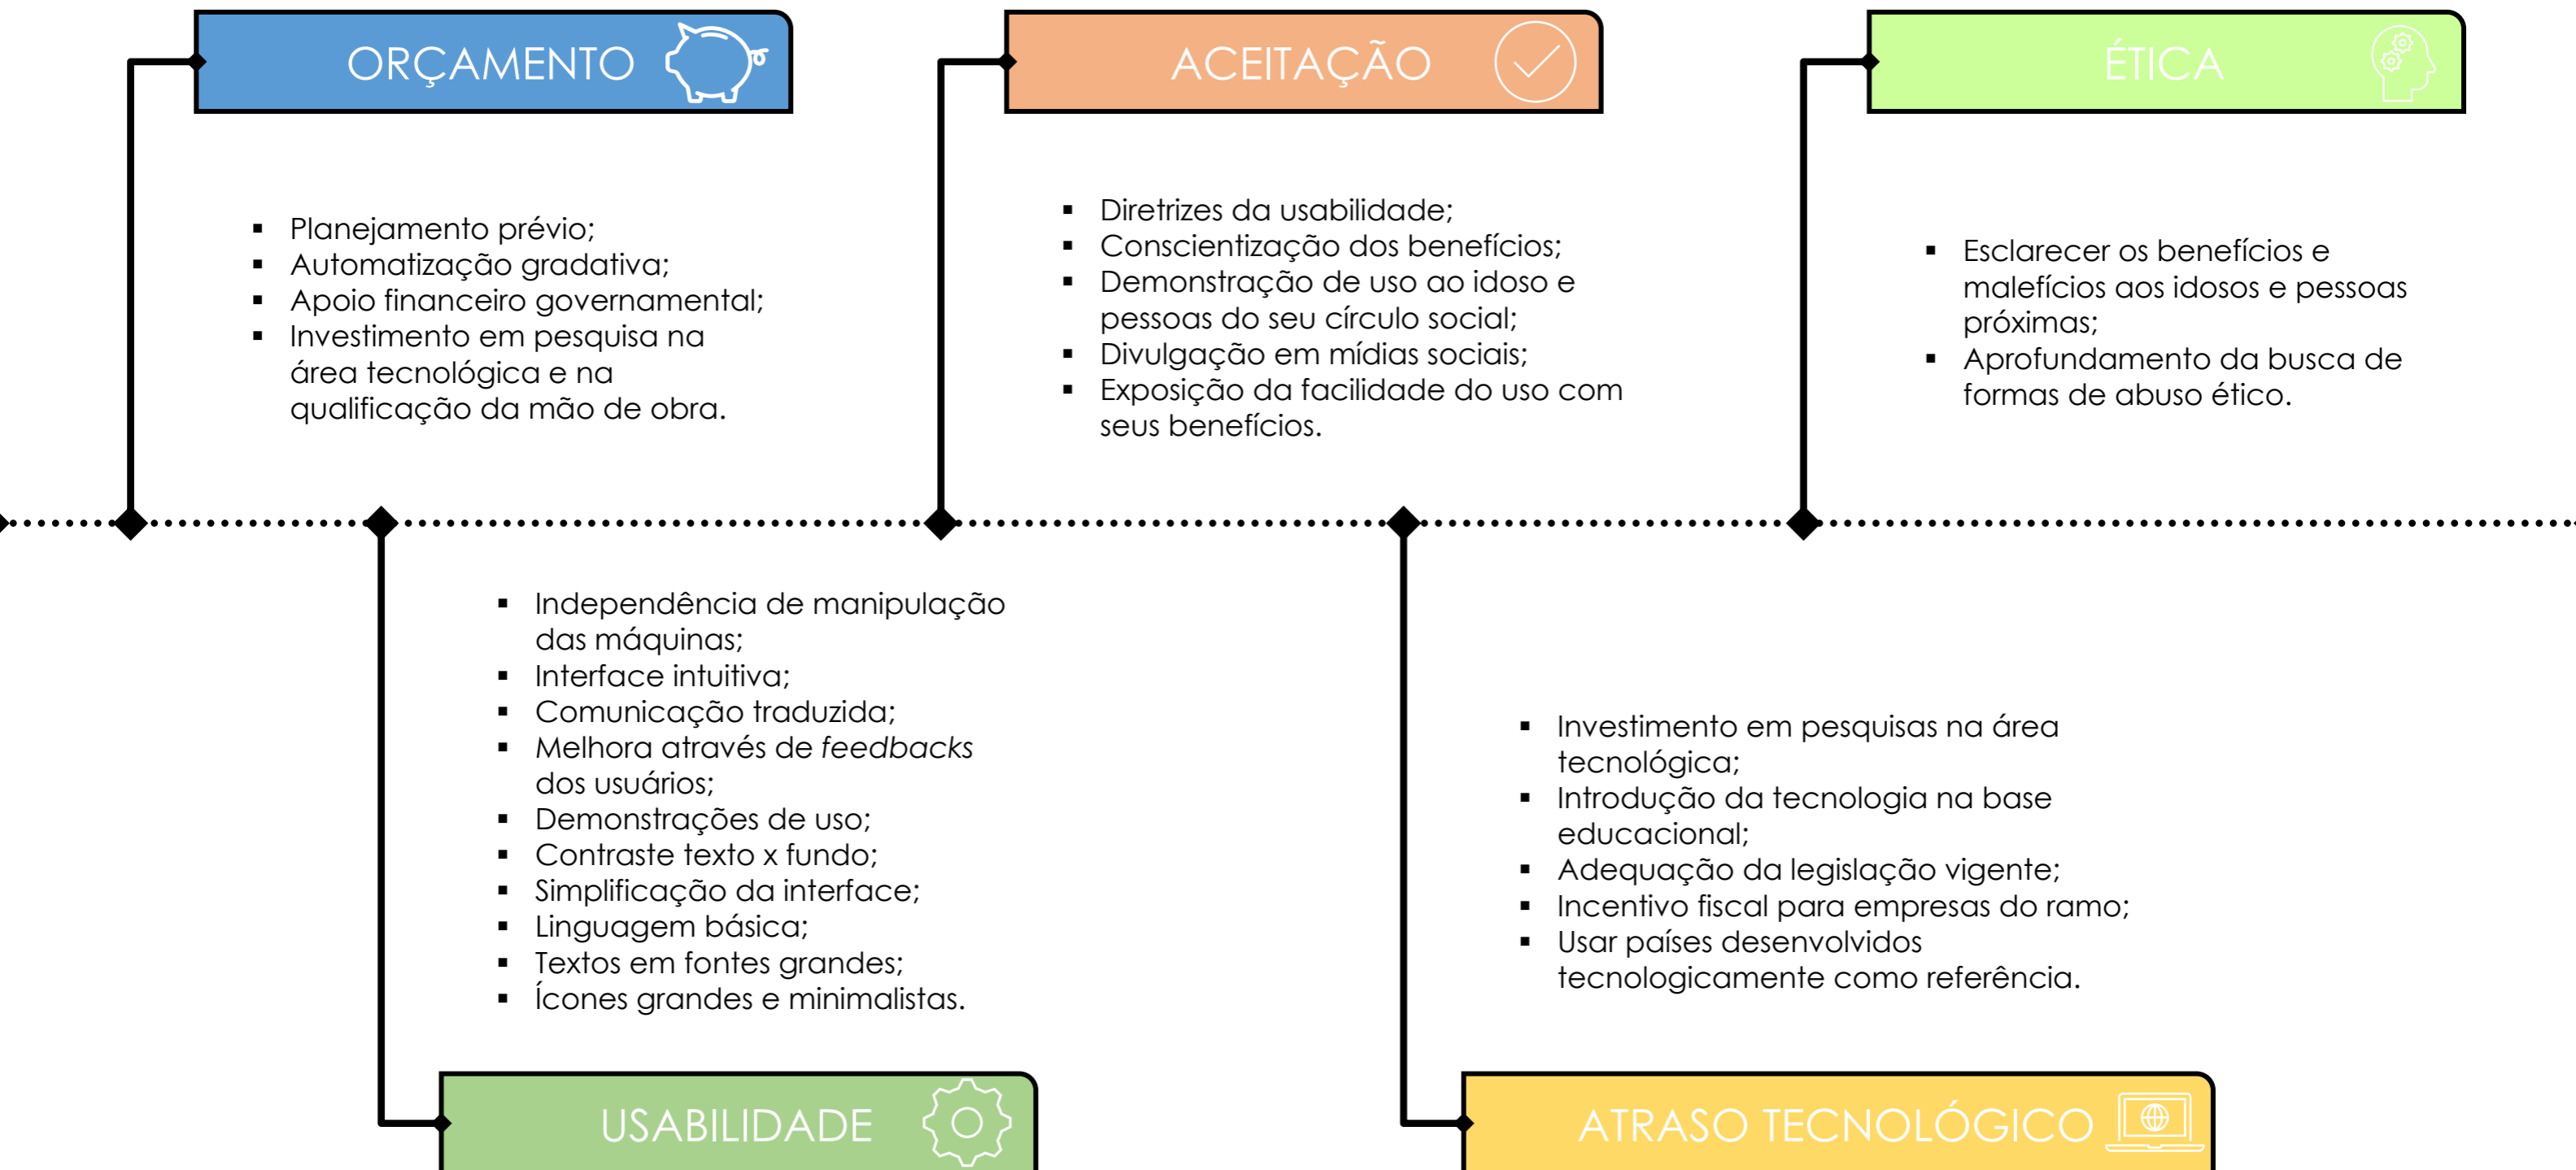 ORÇAMENTO
▪ Planejamento prévio;
▪ Automatização gradativa;
▪ Apoio financeiro governamental;
▪ Investimento em pesquisa na
área tecnológica e na
qualificação da mão de obra.
ACEITAÇÃO
▪ Diretrizes da usabilidade;
▪ Conscientização dos benefícios;
▪ Demonstração de uso ao idoso e
pessoas do seu círculo social;
▪ Divulgação em mídias sociais;
▪ Exposição da facilidade do uso com
seus benefícios.
ÉTICA
▪ Esclarecer os benefícios e
malefícios aos idosos e pessoas
próximas;
▪ Aprofundamento da busca de
formas de abuso ético.
▪ Independência de manipulação
das máquinas;
▪ Interface intuitiva;
▪ Comunicação traduzida;
▪ Melhora através de feedbacks
dos usuários;
▪ Demonstrações de uso;
▪ Contraste texto x fundo;
▪ Simplificação da interface;
▪ Linguagem básica;
▪ Textos em fontes grandes;
▪ Ícones grandes e minimalistas.
USABILIDADE
▪ Investimento em pesquisas na área
tecnológica;
▪ Introdução da tecnologia na base
educacional;
▪ Adequação da legislação vigente;
▪ Incentivo fiscal para empresas do ramo;
▪ Usar países desenvolvidos
tecnologicamente como referência.
ATRASO TECNOLÓGICO